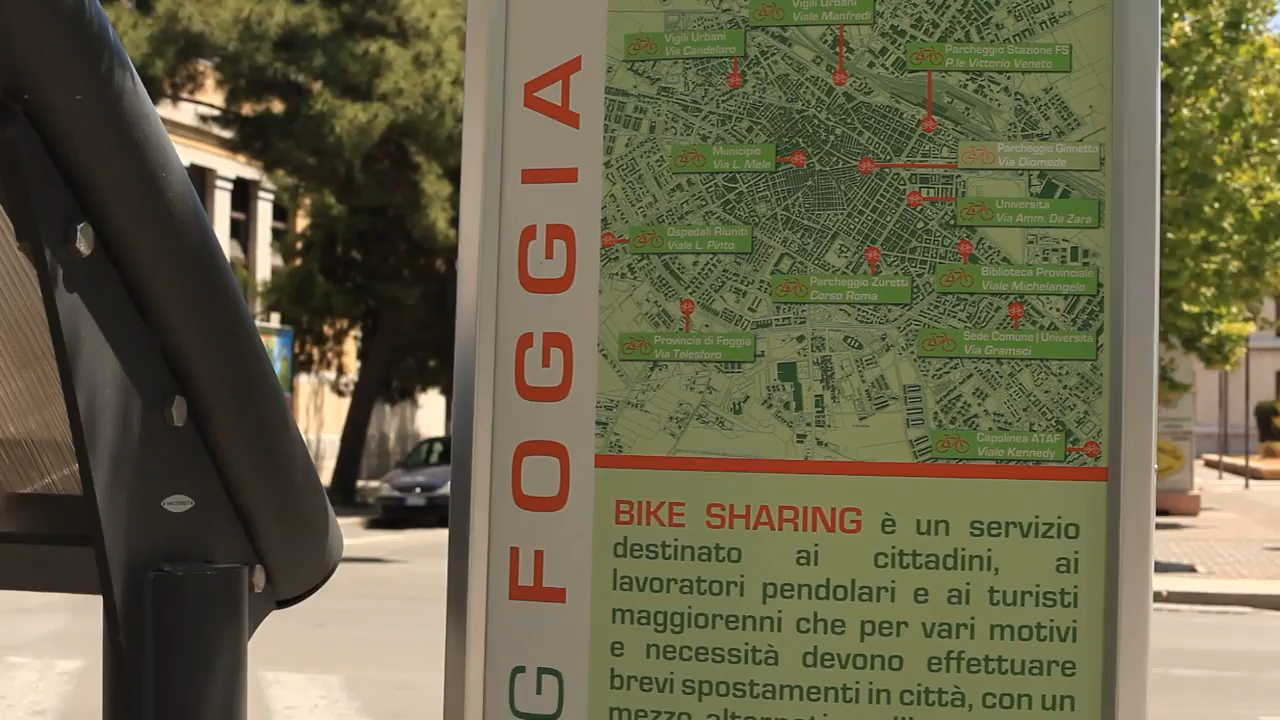 Vigili Urbani
Viale Manfredi
Vigili Urbani
Via Candelaro
Parcheggio Stazione FS
P.le Vittorio Veneto
Municipio
Via L. Mele
Parcheggio Ginnetto
Via Diomede
Università
Via Amm. Da Zara
Ospedali Riuniti
Viale L. Pinto
Biblioteca Provinciale
Viale Michelangelo
Parcheggio Zuretti
Corso Roma
Provincia di Foggia
Via Telesforo
Sede Comune | Università
Via Gramsci
Capolinea ATAF
Viale Kennedy
G FOGGIA
BIKE SHARING è un servizio
destinato ai cittadini, ai
lavoratori pendolari e ai turisti
maggiorenni che per vari motivi
e necessità devono effettuare
brevi spostamenti in città, con un
mezzo